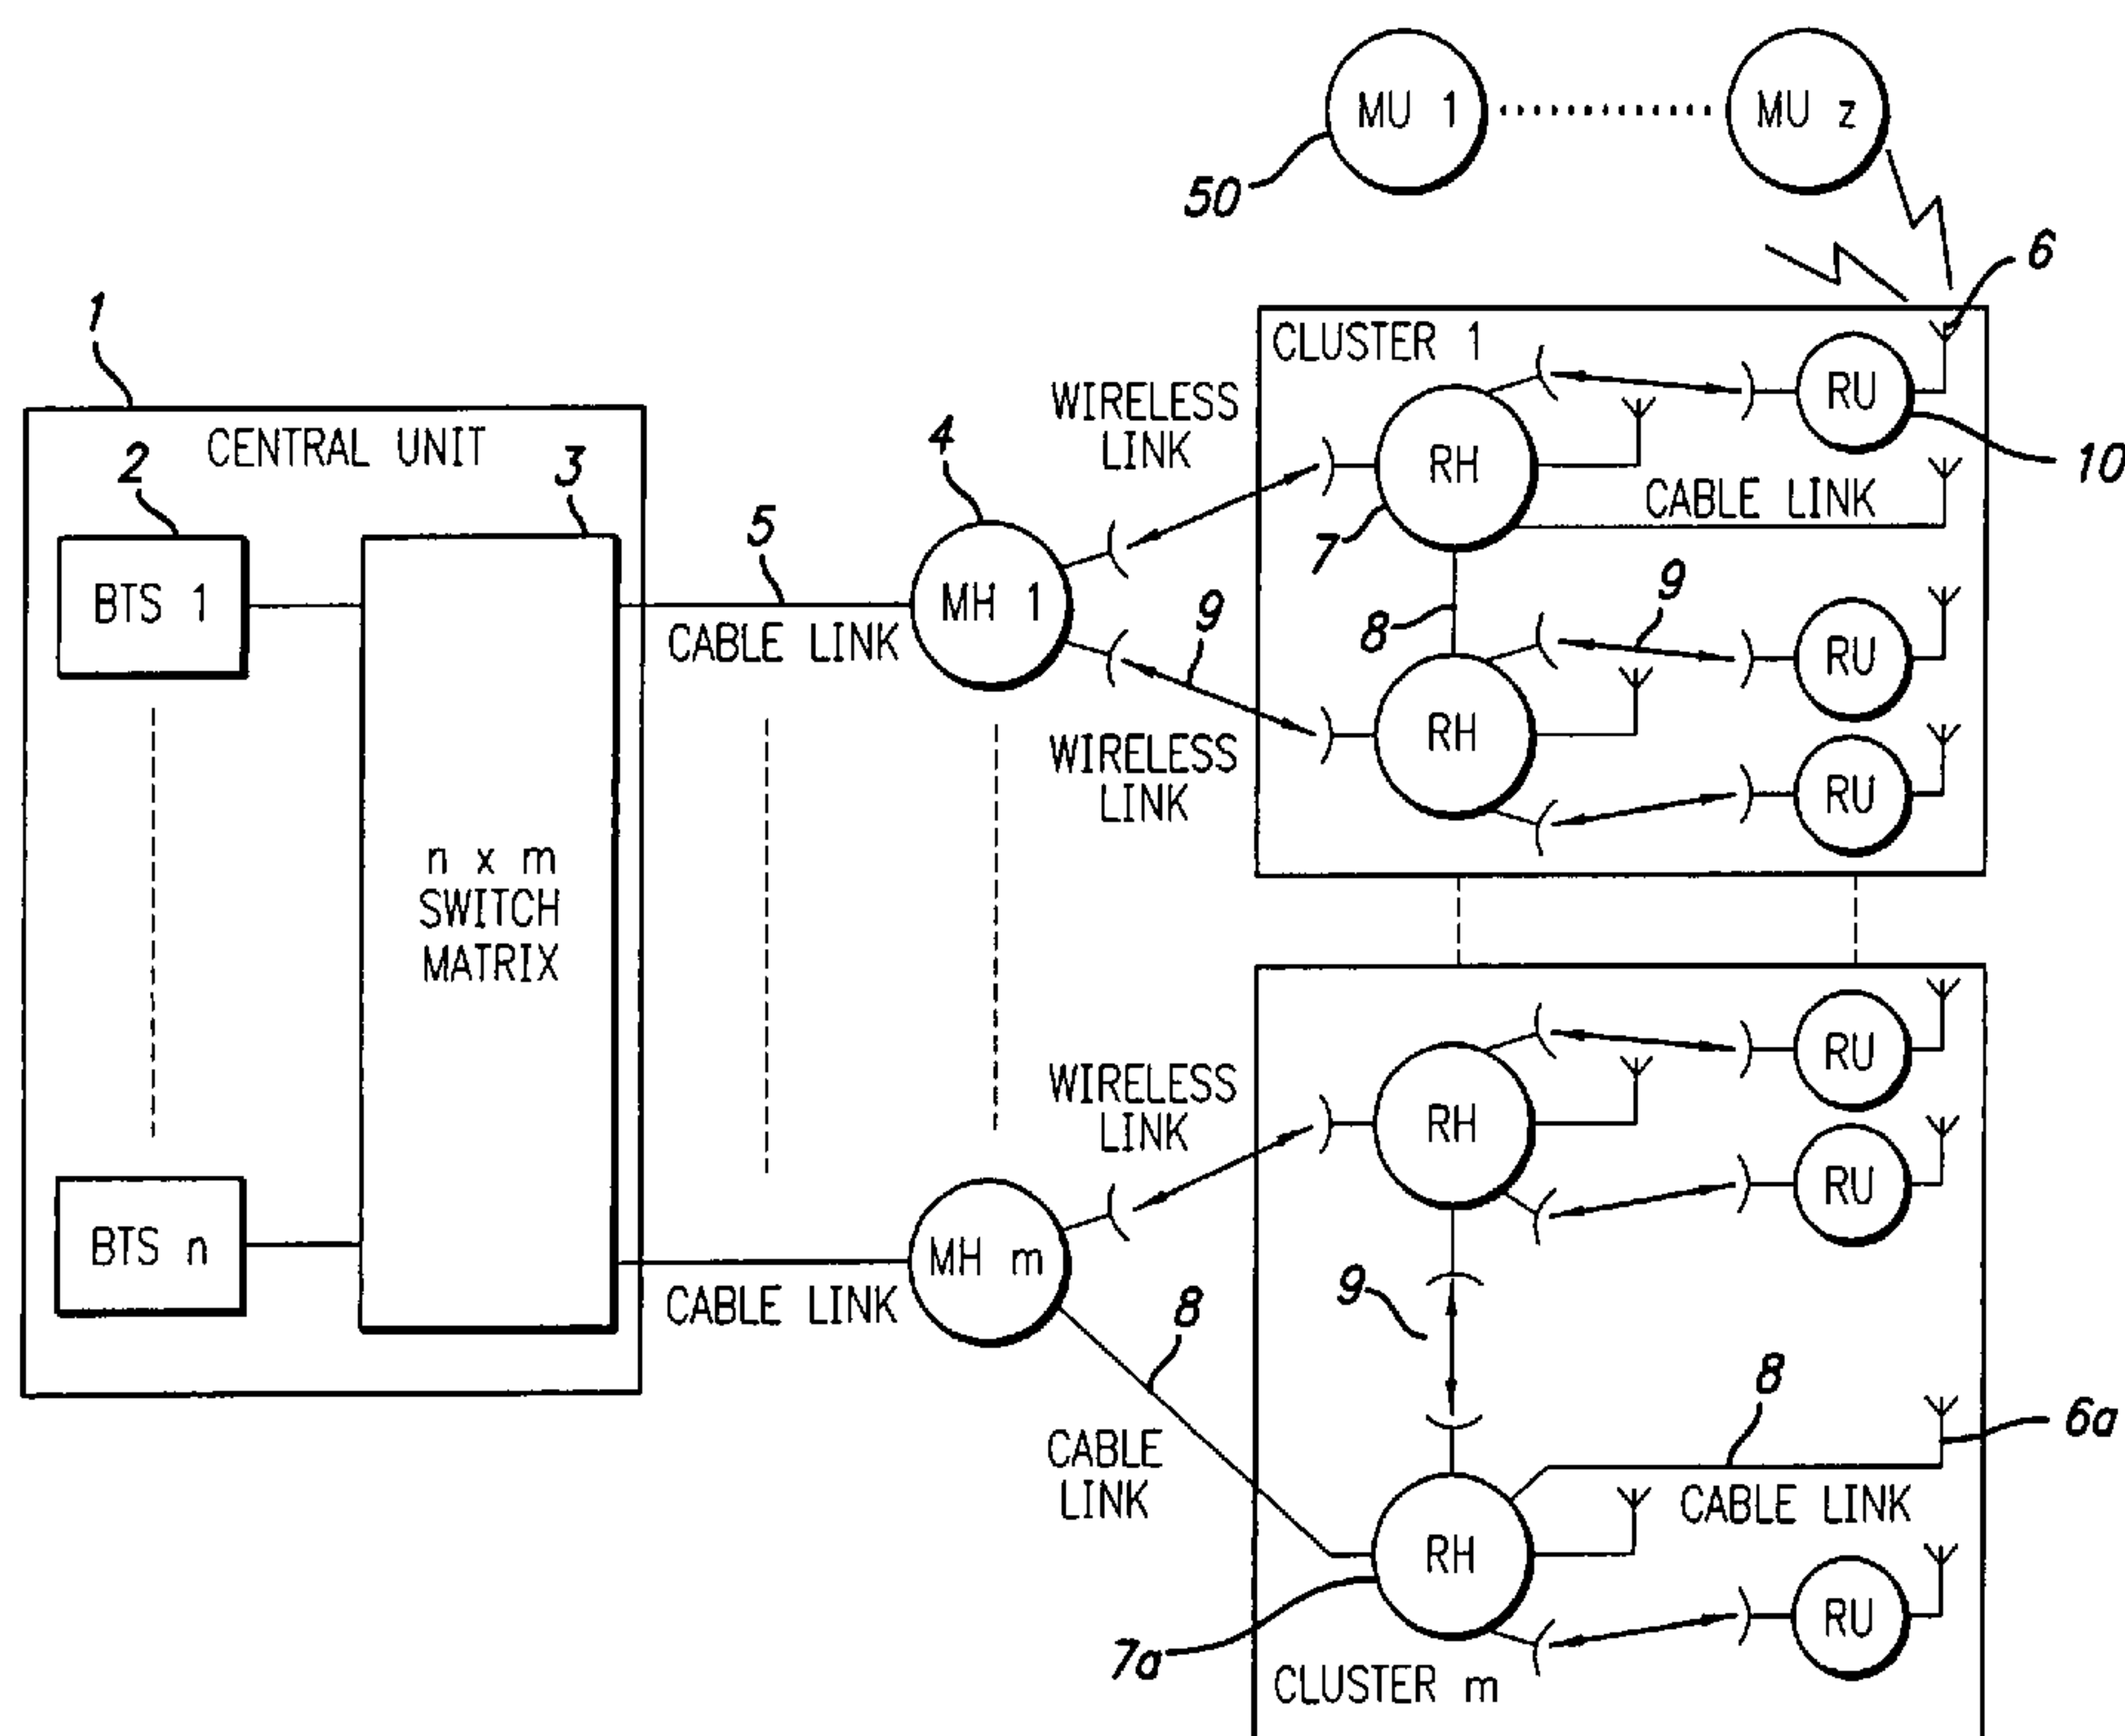 MU 1
MU z
50
6
1
CLUSTER 1
WIRELESS
LINK
RU
10
CENTRAL UNIT
4
2
3
RH
CABLE LINK
7
5
BTS 1
MH 1
CABLE LINK
9
8
9
RU
RH
WIRELESS
LINK
RU
n x m
SWITCH
MATRIX
WIRELESS
LINK
RU
RH
RU
BTS n
MH m
CABLE LINK
9
8
8
6a
CABLE
LINK
CABLE LINK
RH
RU
7a
CLUSTER m